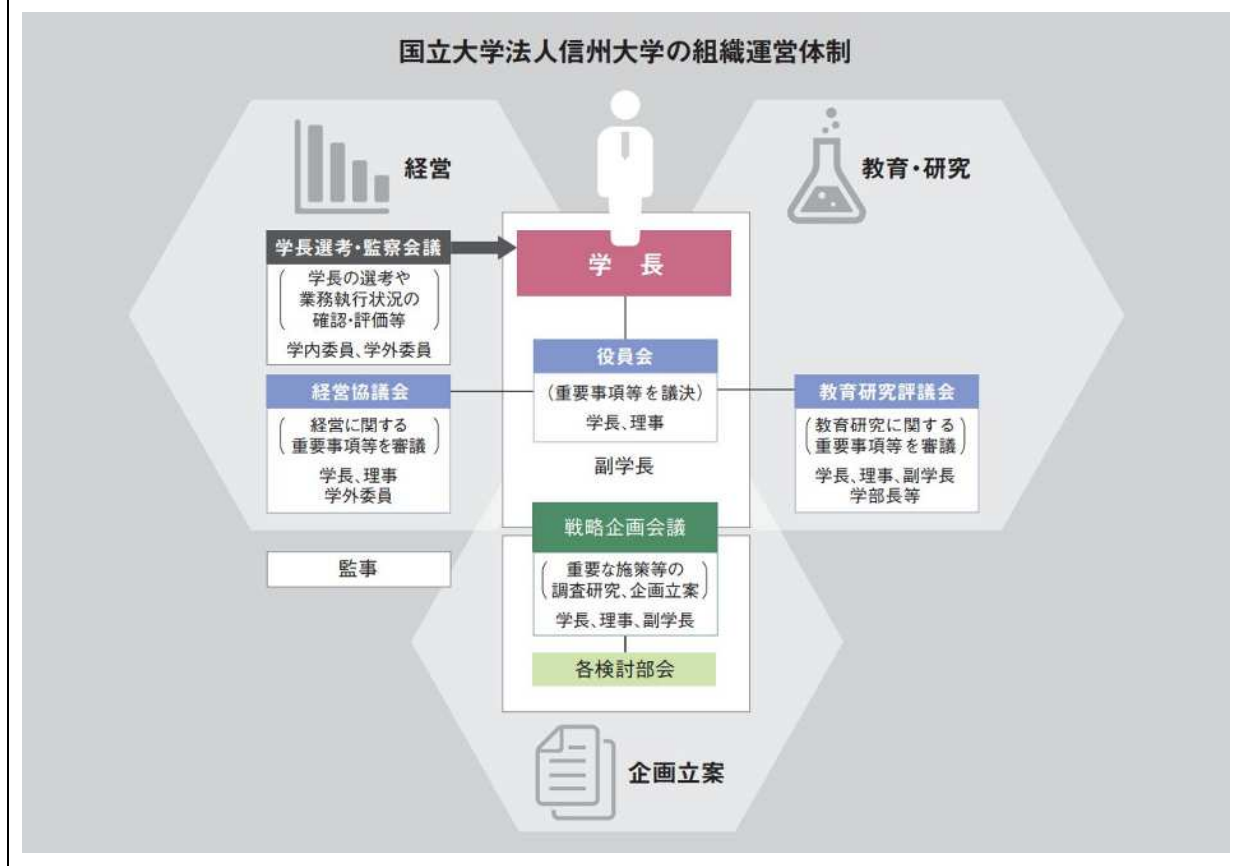 国立大学法人信州大学の組織運営体制
経営
教育・研究
学長選考・監察会議
(学長の選考や
業務執行状況の
確認・評価等)
学内委員、学外委員
学 長
役員会
(重要事項等を議決)
学長、理事
副学長
経営協議会
(経営に関する
重要事項等を審議)
学長、理事
学外委員
教育研究評議会
(教育研究に関する
重要事項等を審議)
学長、理事、副学長
学部長等
監事
戦略企画会議
(重要な施策等の
調査研究、企画立案)
学長、理事、副学長
各検討部会
企画立案